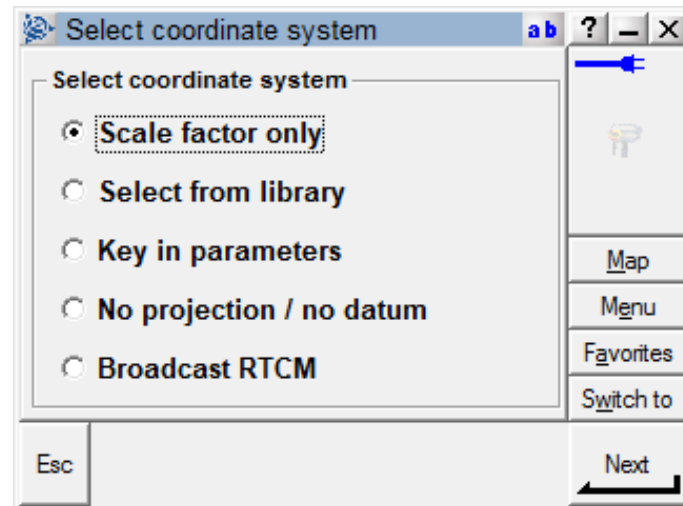 Select coordinate system
ab
?
Select coordinate system
Scale factor only
Select from library
Key in parameters
No projection / no datum
Broadcast RTCM
Map
Menu
Favorites
Switch to
Esc
Next